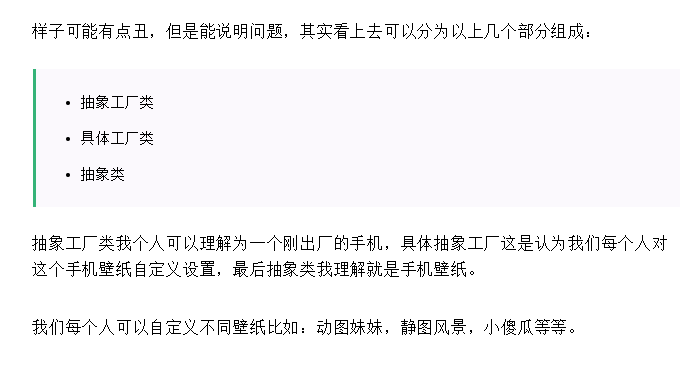 样子可能有点丑，但是能说明问题，其实看上去可以分为以上几个部分组成：
• 抽象工厂类
• 具体工厂类
• 抽象类
抽象工厂类我个人可以理解为一个刚出厂的手机，具体抽象工厂这是认为我们每个人对
这个手机壁纸自定义设置，最后抽象类我理解就是手机壁纸。
我们每个人可以自定义不同壁纸比如：动图妹妹，静图风景，小傻瓜等等。